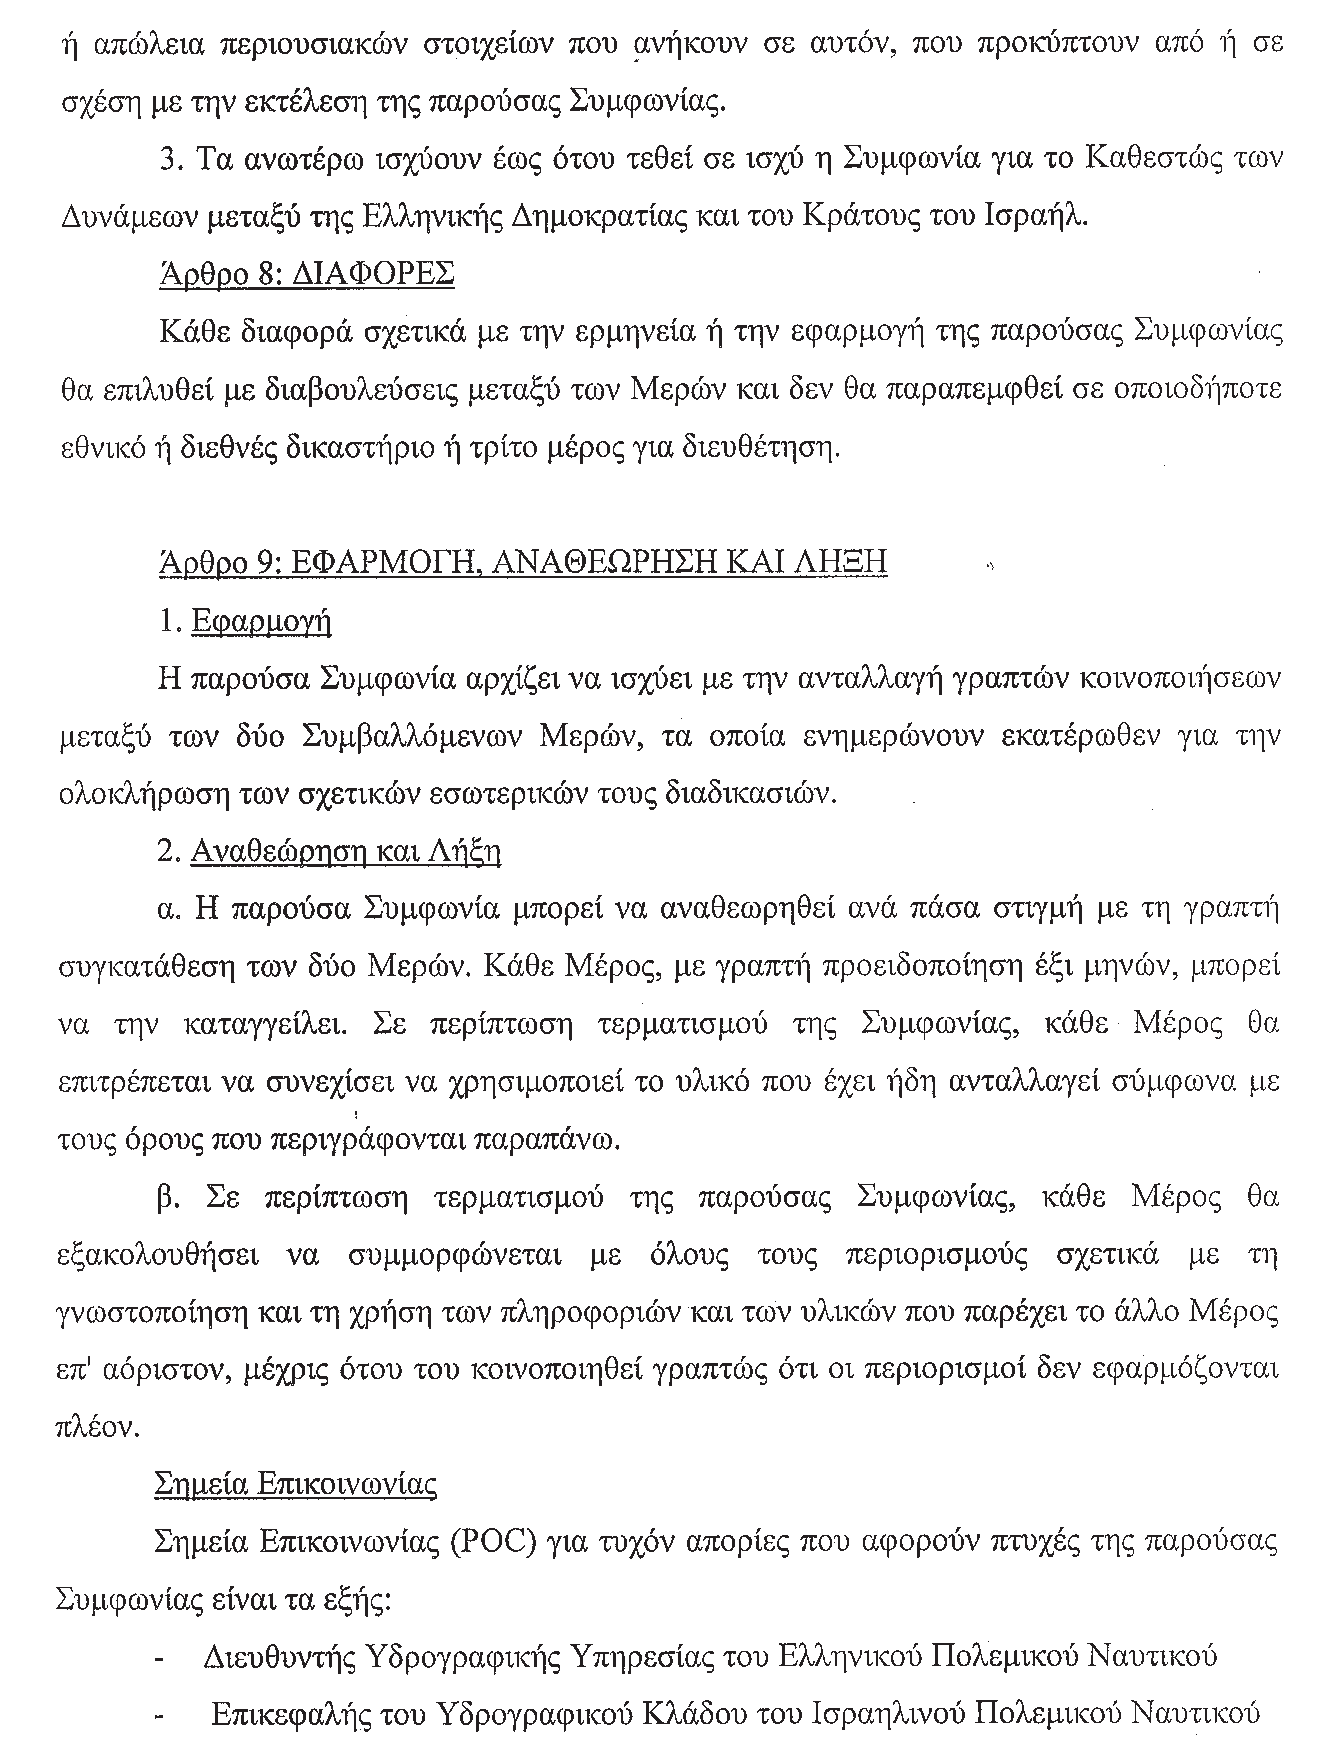 ή απώλεια περιουσιακών στοιχείων που ανήκουν σε αυτόν, που προκύπτουν από ή σε
σχέση με την εκτέλεση της παρούσας Συμφωνίας.
3. Τα ανωτέρω ισχύουν έως ότου τεθεί σε ισχύ η Συμφωνία για το Καθεστώς των
Δυνάμεων μεταξύ της Ελληνικής Δημοκρατίας και του Κράτους του Ισραήλ.
Άρθρο 8: ΔΙΑΦΟΡΕΣ
Κάθε διαφορά σχετικά με την ερμηνεία ή την εφαρμογή της παρούσας Συμφωνίας
θα επιλυθεί με διαβουλεύσεις μεταξύ των Μερών και δεν θα παραπεμφθεί σε οποιοδήποτε
εθνικό ή διεθνές δικαστήριο ή τρίτο μέρος για διευθέτηση.
Άρθρο 9: ΕΦΑΡΜΟΓΗ, ΑΝΑΘΕΩΡΗΣΗ ΚΑΙ ΛΗΞΗ
1. Εφαρμογή
Η παρούσα Συμφωνία αρχίζει να ισχύει με την ανταλλαγή γραπτών κοινοποιήσεων
μεταξύ των δύο Συμβαλλόμενων Μερών, τα οποία ενημερώνουν εκατέρωθεν για την
ολοκλήρωση των σχετικών εσωτερικών τους διαδικασιών.
2. Αναθεώρηση και Λήξη
α. Η παρούσα Συμφωνία μπορεί να αναθεωρηθεί ανά πάσα στιγμή με τη γραπτή
συγκατάθεση των δύο Μερών. Κάθε Μέρος, με γραπτή προειδοποίηση έξι μηνών, μπορεί
να την καταγγείλει. Σε περίπτωση τερματισμού της Συμφωνίας, κάθε Μέρος θα
επιτρέπεται να συνεχίσει να χρησιμοποιεί το υλικό που έχει ήδη ανταλλαγεί σύμφωνα με
τους όρους που περιγράφονται παραπάνω.
β. Σε περίπτωση τερματισμού της παρούσας Συμφωνίας, κάθε Μέρος θα
εξακολουθήσει να συμμορφώνεται με όλους τους περιορισμούς σχετικά με τη
γνωστοποίηση και τη χρήση των πληροφοριών και των υλικών που παρέχει το άλλο Μέρος
επ' αόριστον, μέχρις ότου του κοινοποιηθεί γραπτώς ότι οι περιορισμοί δεν εφαρμόζονται
πλέον.
Σημεία Επικοινωνίας
Σημεία Επικοινωνίας (POC) για τυχόν απορίες που αφορούν πτυχές της παρούσας
Συμφωνίας είναι τα εξής:
- Διευθυντής Υδρογραφικής Υπηρεσίας του Ελληνικού Πολεμικού Ναυτικού
- Επικεφαλής του Υδρογραφικού Κλάδου του Ισραηλινού Πολεμικού Ναυτικού